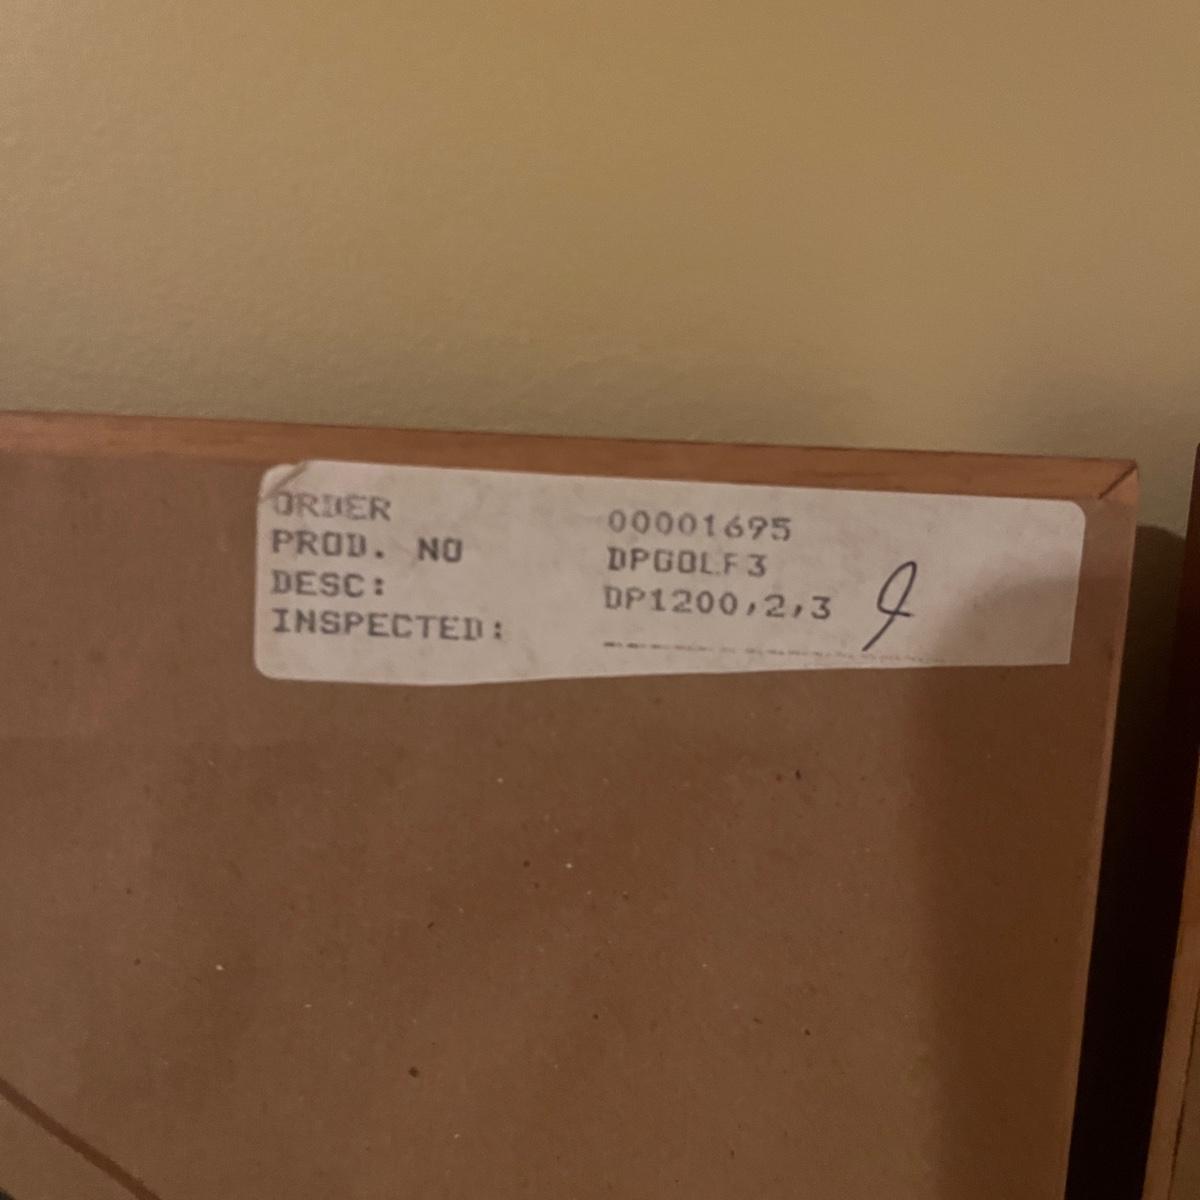 ORDER 00001695
PROD. NO DPGOLF3
DESC: DP1200,2,3
INSPECTED: